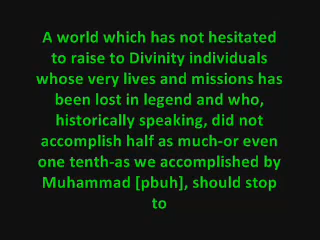 A world which has not hesitated
to raise to Divinity individuals
whose very lives and missions has
been lost in legend and who,
historically speaking, did not
accomplish half as much-or even
one tenth-as we accomplished by
Muhammad [pbuh], should stop
to